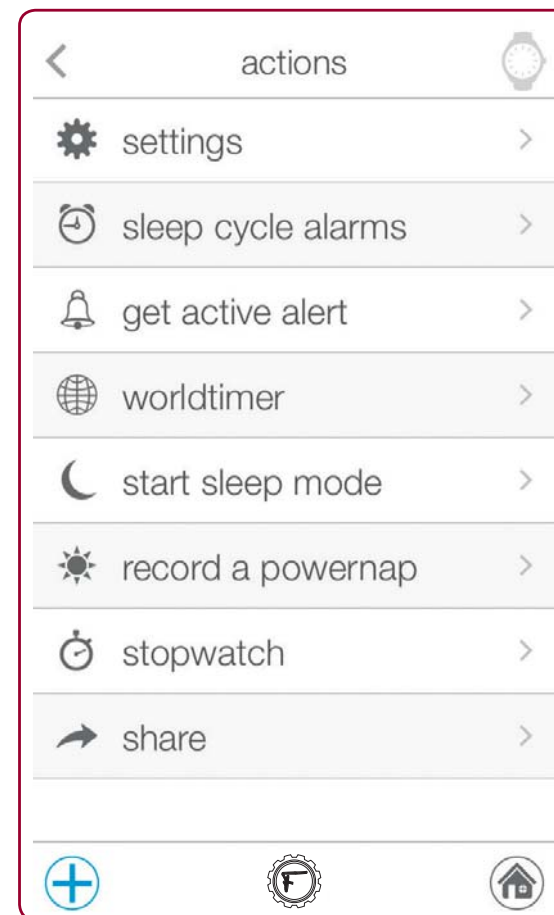 actions
settings
sleep cycle alarms
get active alert
worldtimer
start sleep mode
record a powernap
stopwatch
share
F